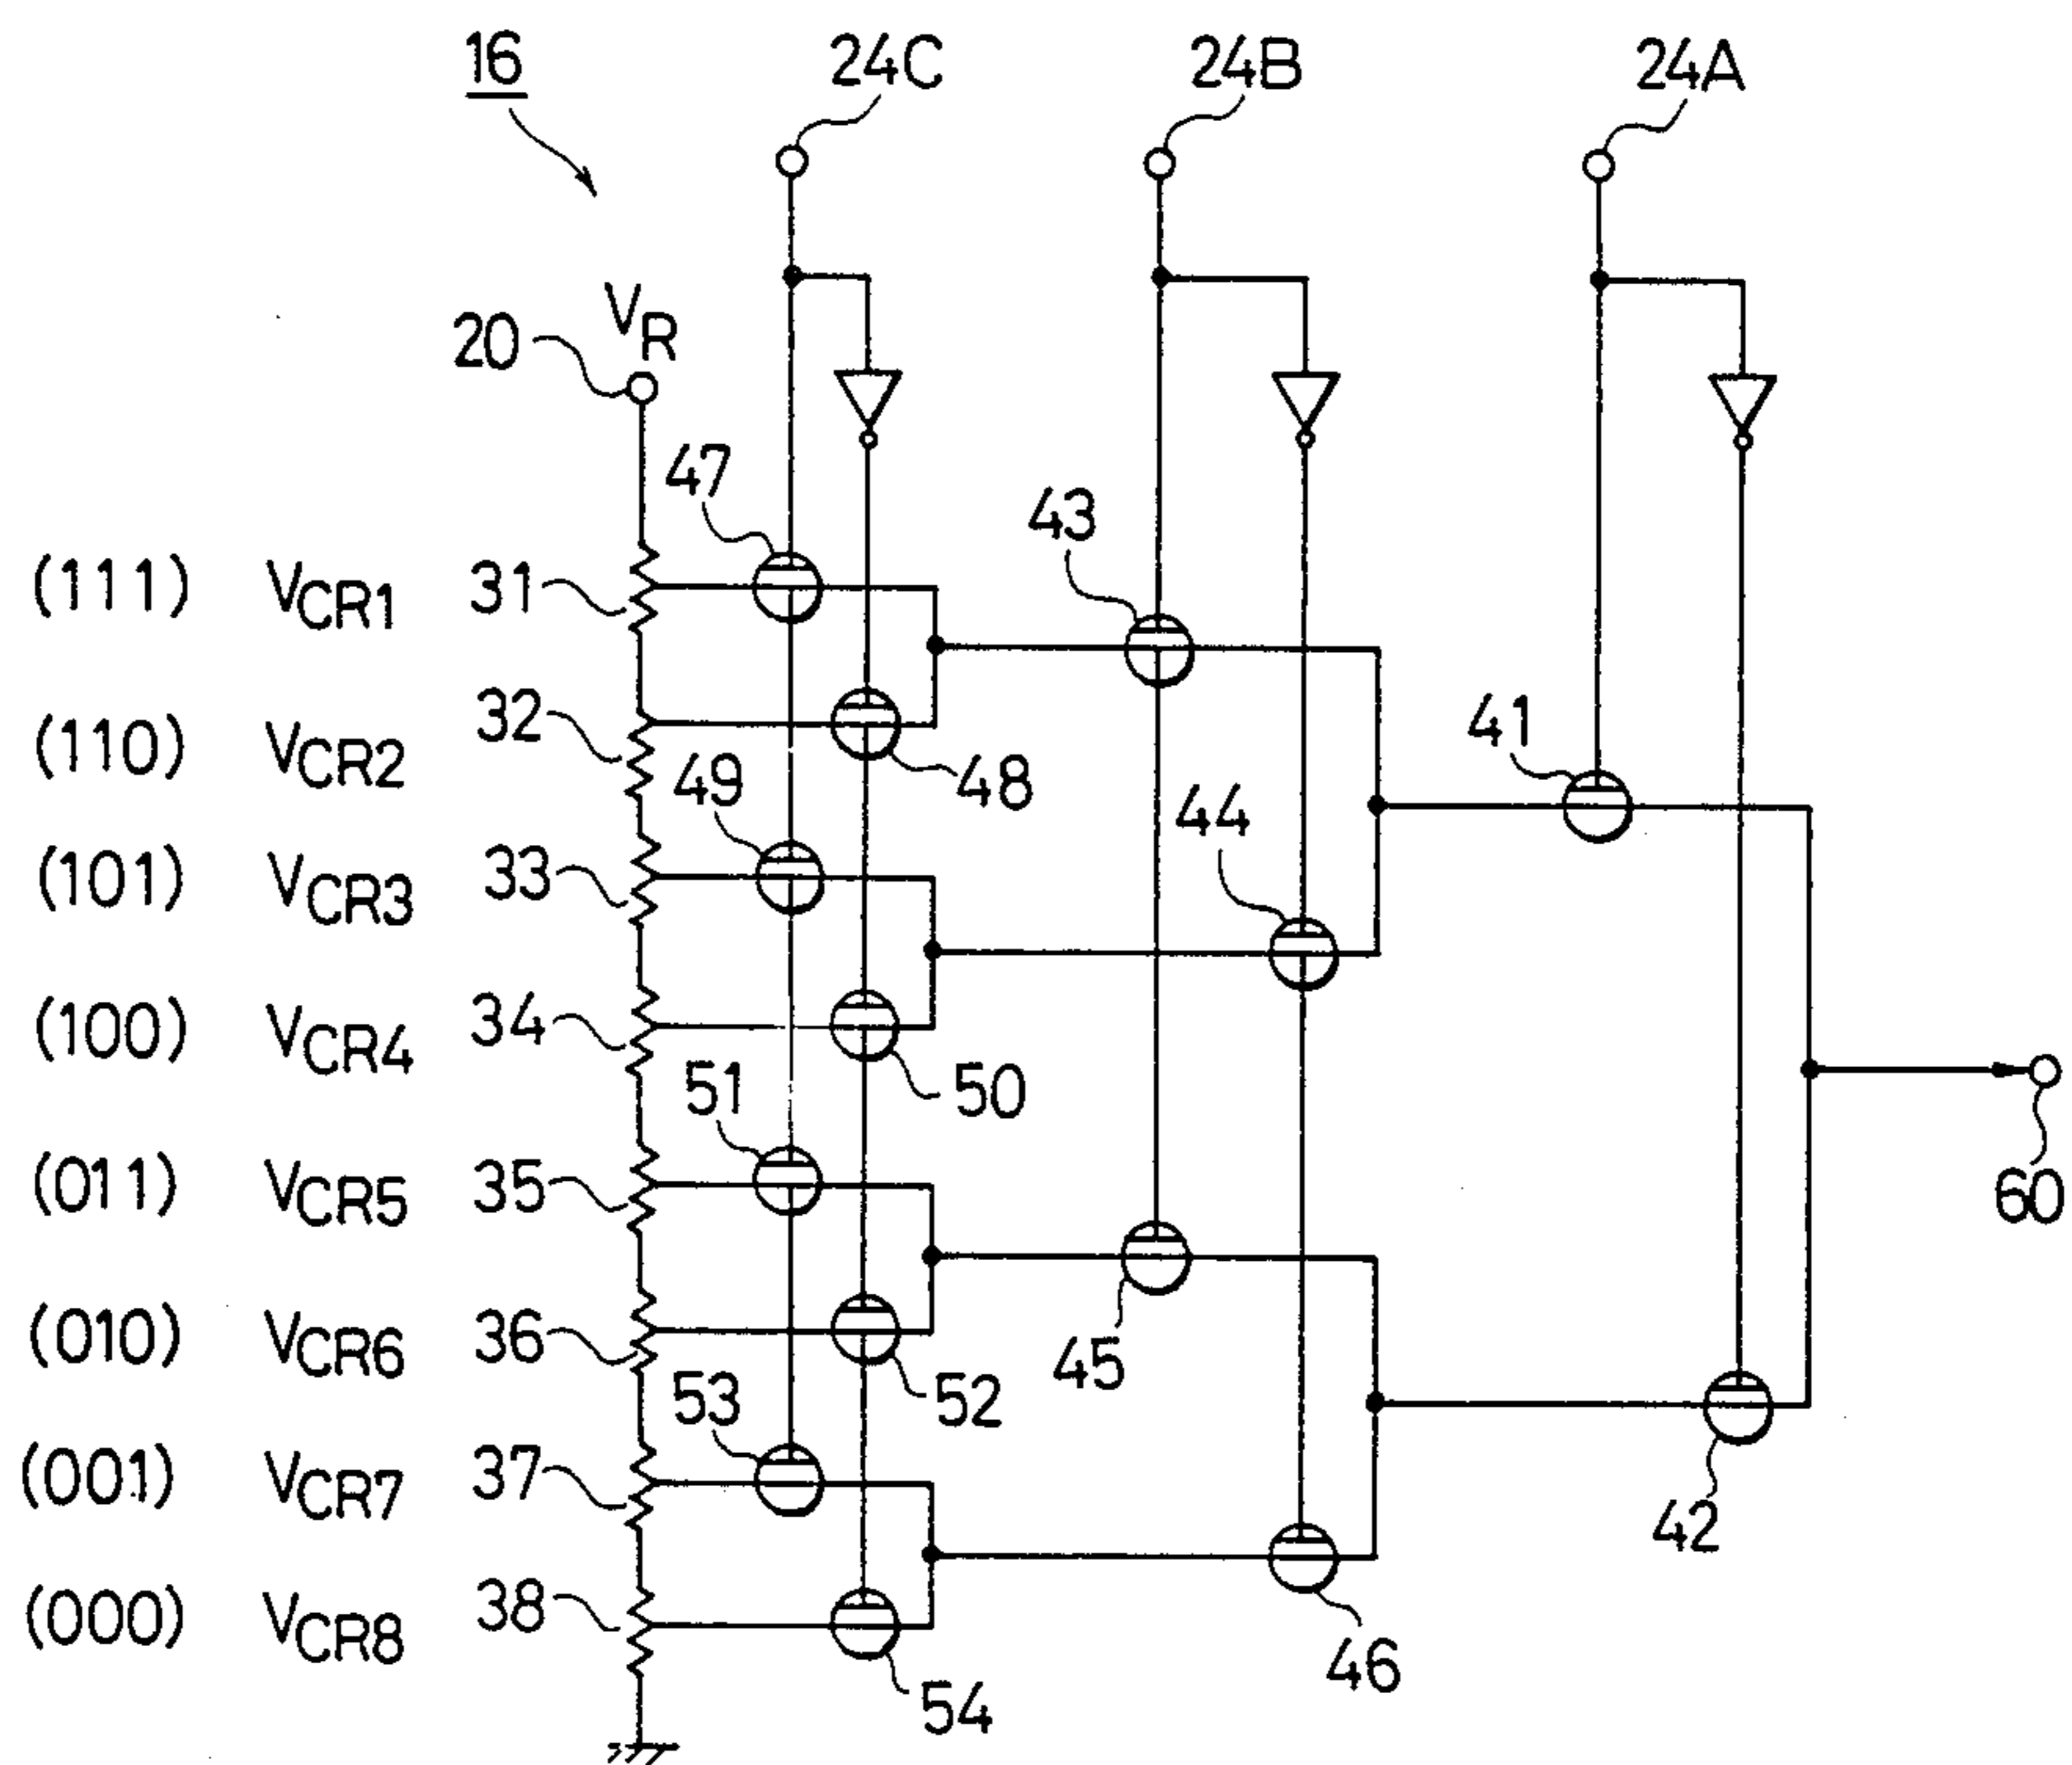 16
24C
24B
24A
20
VR
47
43
(111) VCR1 31
41
(110) VCR2 32
48
49
44
(101) VCR3 33
(100) VCR4 34
50
51
(011) VCR5 35
60
(010) VCR6 36
45
52
53
(001) VCR7 37
42
(000) VCR8 38
46
54